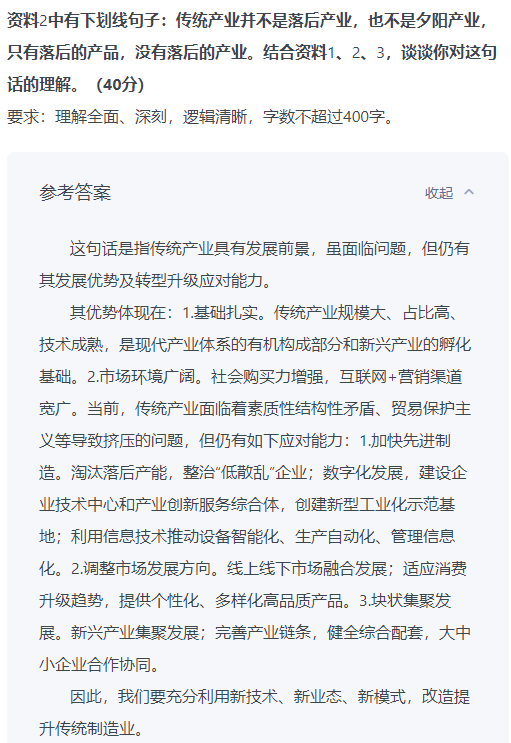 资料2中有下划线句子：传统产业并不是落后产业，也不是夕阳产业，
只有落后的产品，没有落后的产业。结合资料1、2、3，谈谈你对这句
话的理解。（40分）
要求：理解全面、深刻，逻辑清晰，字数不超过400字。
参考答案
收起
这句话是指传统产业具有发展前景，虽面临问题，但仍有
其发展优势及转型升级应对能力。
其优势体现在：1.基础扎实。传统产业规模大、占比高、
技术成熟，是现代产业体系的有机构成部分和新兴产业的孵化
基础。2.市场环境广阔。社会购买力增强，互联网+营销渠道
宽广。当前，传统产业面临着素质性结构性矛盾、贸易保护主
义等导致挤压的问题，但仍有如下应对能力：1.加快先进制
造。淘汰落后产能，整治“低散乱”企业；数字化发展，建设企
业技术中心和产业创新服务综合体，创建新型工业化示范基
地；利用信息技术推动设备智能化、生产自动化、管理信息
化。2.调整市场发展方向。线上线下市场融合发展；适应消费
升级趋势，提供个性化、多样化高品质产品。3.块状集聚发
展。新兴产业集聚发展；完善产业链条，健全综合配套，大中
小企业合作协同。
因此，我们要充分利用新技术、新业态、新模式，改造提
升传统制造业。